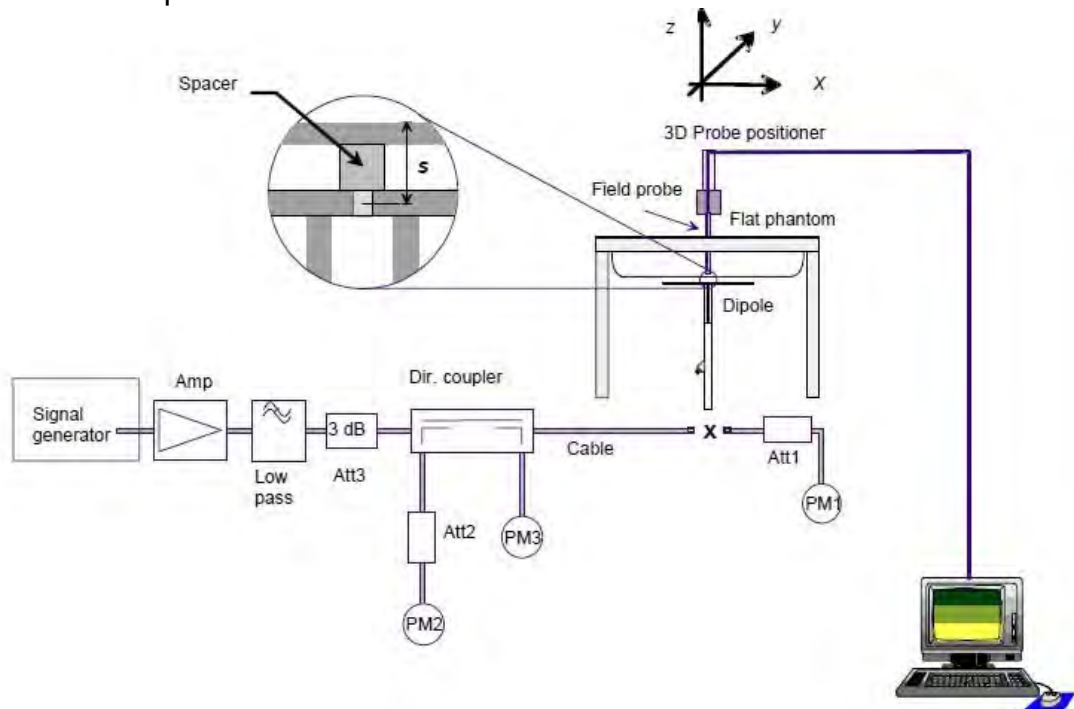 z
y
X
Spacer
s
3D Probe positioner
Field probe
Flat phantom
Dipole
Signal
generator
Amp
Low
pass
3 dB
Att3
Dir. coupler
Cable
X
Att1
PM1
Att2
PM3
PM2